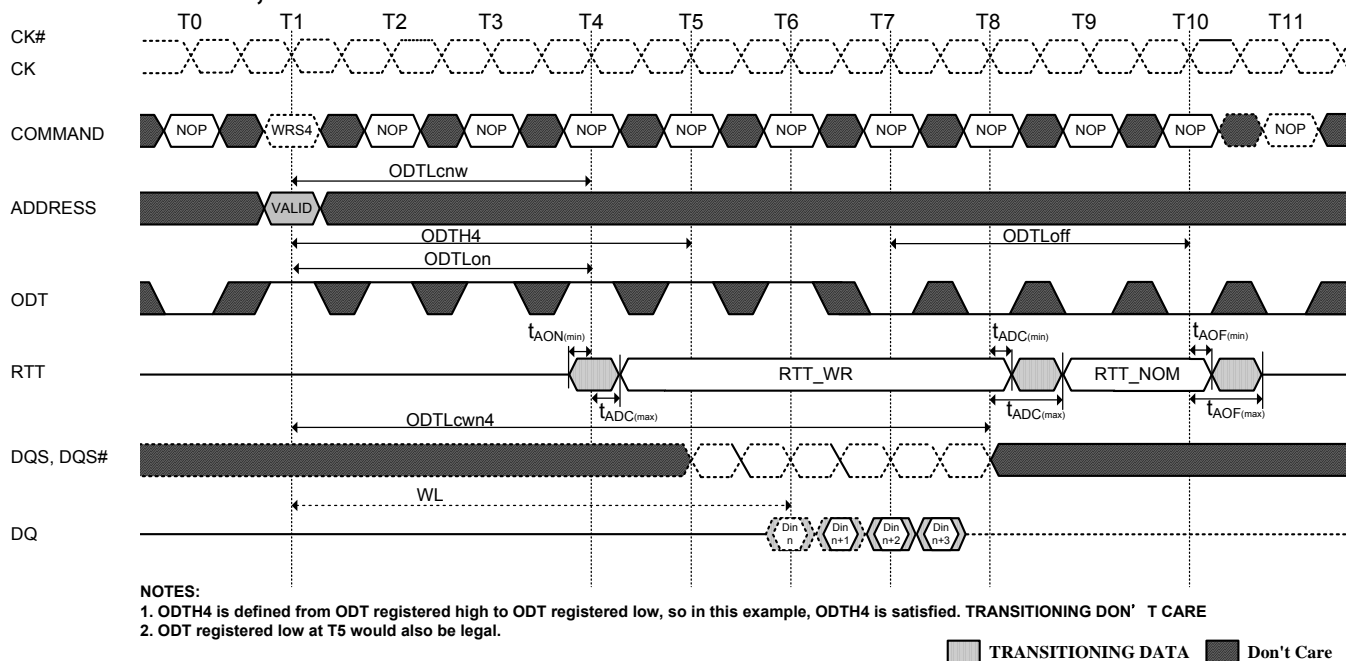 T0 T1 T2 T3 T4 T5 T6 T7 T8 T9 T10 T11
CK#
CK
COMMAND NOP WRS4 NOP NOP NOP NOP NOP NOP NOP NOP NOP NOP
ODTLcnw
ADDRESS VALID
ODTH4 ODTLoff
ODTLon
ODT
tAON(min) tADC(min) tAOF(min)
RTT RTT_WR RTT_NOM
tADC(max) tADC(max) tAOF(max)
ODTLcwn4
DQS, DQS#
WL
DQ Din n Din n+1 Din n+2 Din n+3
NOTES:
1. ODTH4 is defined from ODT registered high to ODT registered low, so in this example, ODTH4 is satisfied. TRANSITIONING DON’ T CARE
2. ODT registered low at T5 would also be legal.
TRANSITIONING DATA Don't Care